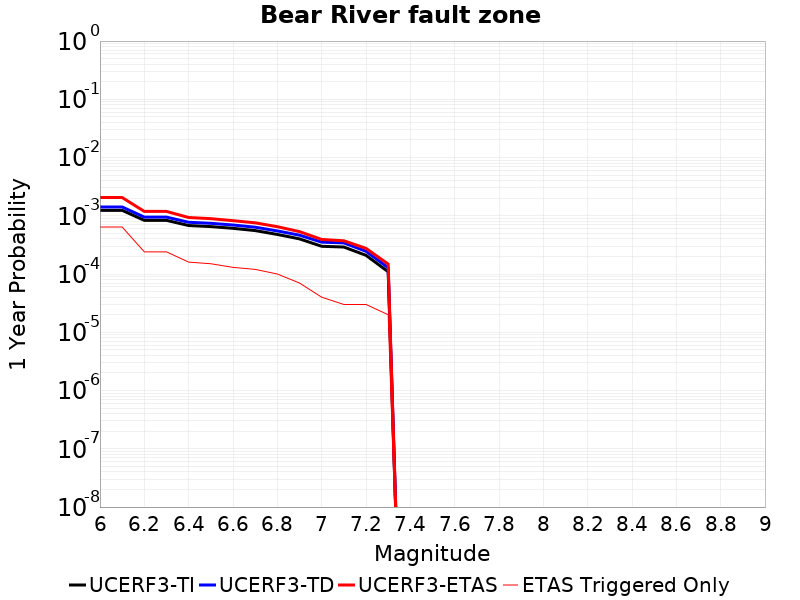 Bear River fault zone
1 Year Probability
10^0
10^-1
10^-2
10^-3
10^-4
10^-5
10^-6
10^-7
10^-8
6 6.2 6.4 6.6 6.8 7 7.2 7.4 7.6 7.8 8 8.2 8.4 8.6 8.8 9
Magnitude
UCERF3-TI UCERF3-TD UCERF3-ETAS ETAS Triggered Only